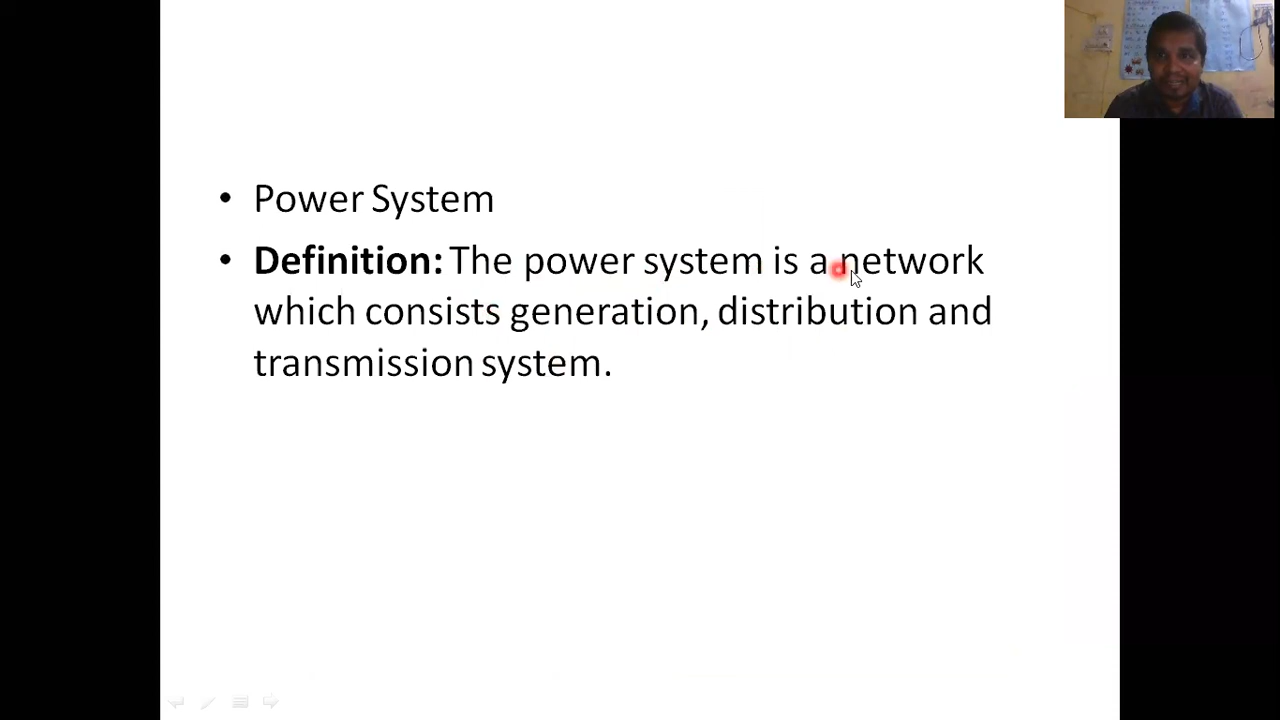 • Power System
• Definition: The power system is a network
which consists generation, distribution and
transmission system.